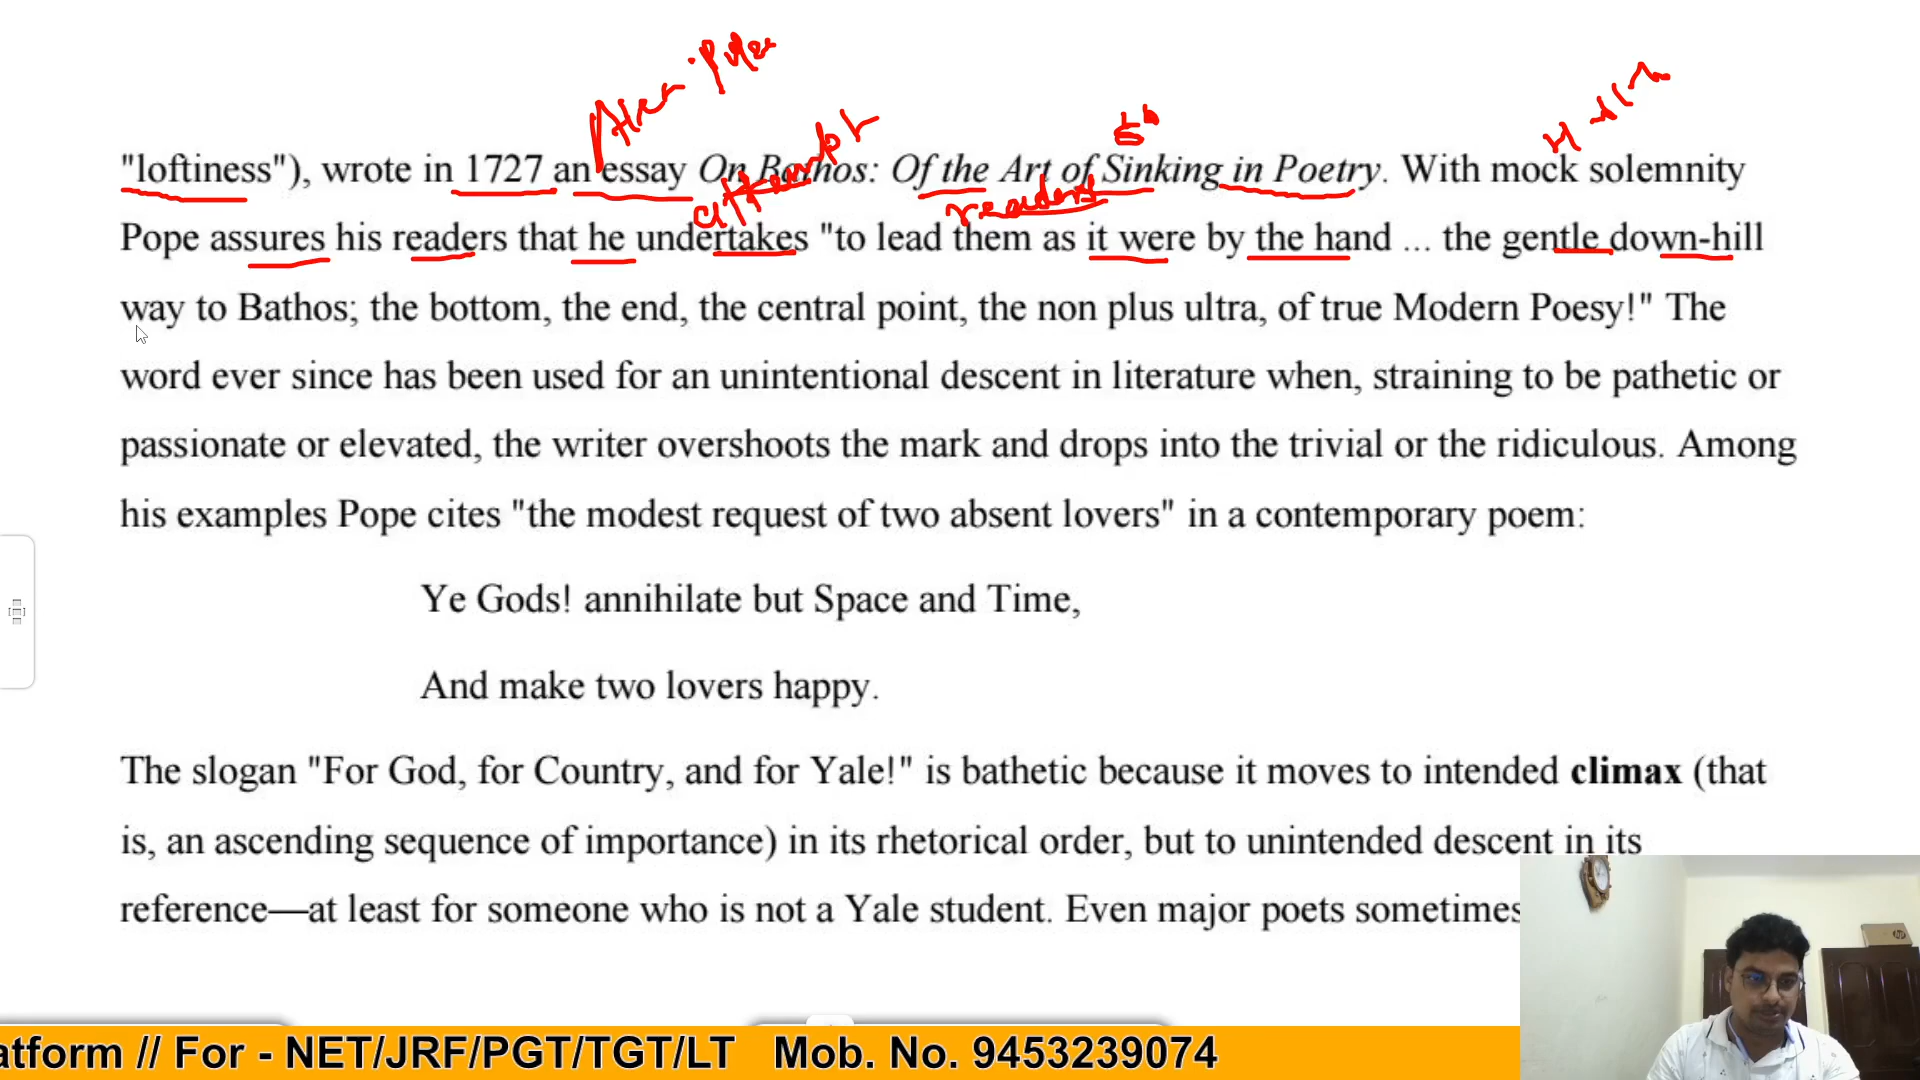 Alex. Pope
"loftiness"), wrote in 1727 an essay On Bathos: Of the Art of Sinking in Poetry. With mock solemnity
attempt
readers
Pope assures his readers that he undertakes "to lead them as it were by the hand ... the gentle down-hill
way to Bathos; the bottom, the end, the central point, the non plus ultra, of true Modern Poesy!" The
word ever since has been used for an unintentional descent in literature when, straining to be pathetic or
passionate or elevated, the writer overshoots the mark and drops into the trivial or the ridiculous. Among
his examples Pope cites "the modest request of two absent lovers" in a contemporary poem:
Ye Gods! annihilate but Space and Time,
And make two lovers happy.
The slogan "For God, for Country, and for Yale!" is bathetic because it moves to intended climax (that
is, an ascending sequence of importance) in its rhetorical order, but to unintended descent in its
reference—at least for someone who is not a Yale student. Even major poets sometimes
atform // For - NET/JRF/PGT/TGT/LT Mob. No. 9453239074